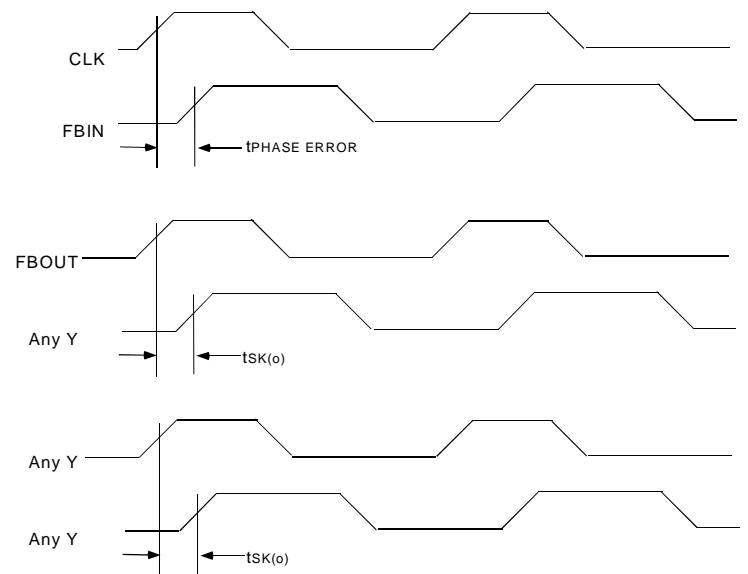 CLK
FBIN
tPHASE ERROR
FBOUT
Any Y
tSK(o)
Any Y
Any Y
tSK(o)